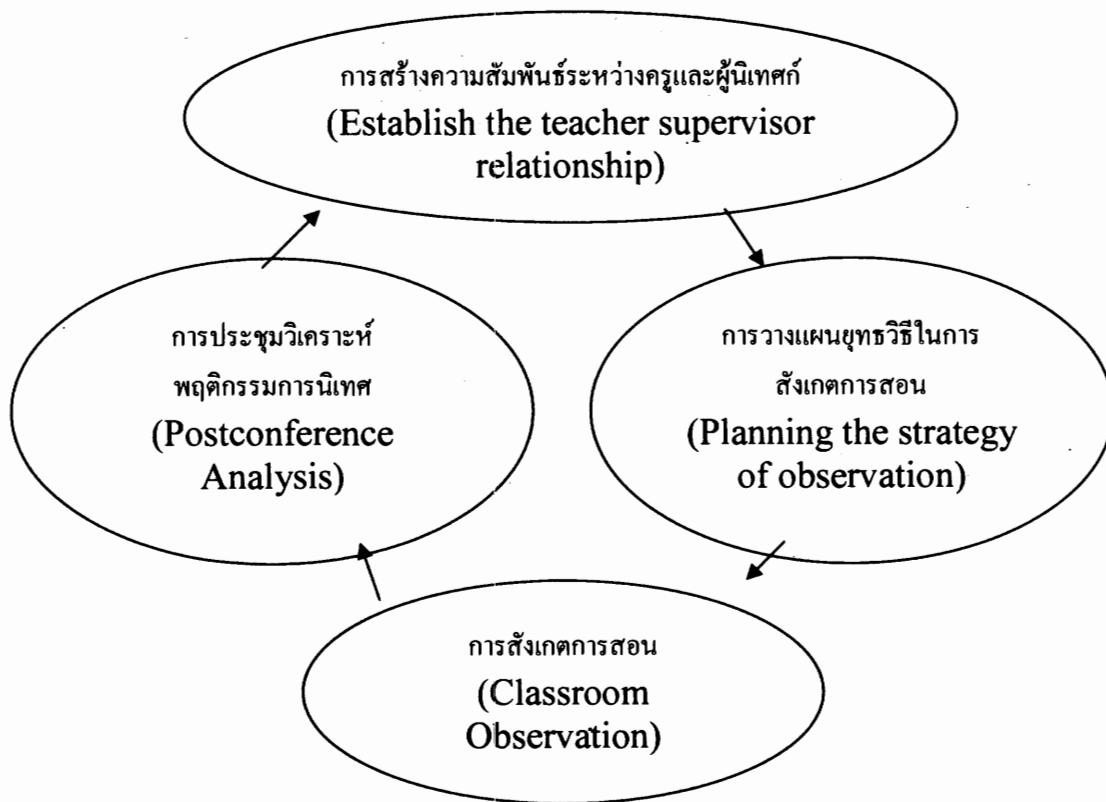 การสร้างความสัมพันธ์ระหว่างครูและผู้นิเทศก์
(Establish the teacher supervisor
relationship)
การประชุมวิเคราะห์
พฤติกรรมการนิเทศ
(Postconference
Analysis)
การวางแผนยุทธวิธีในการ
สังเกตการสอน
(Planning the strategy
of observation)
การสังเกตการสอน
(Classroom
Observation)